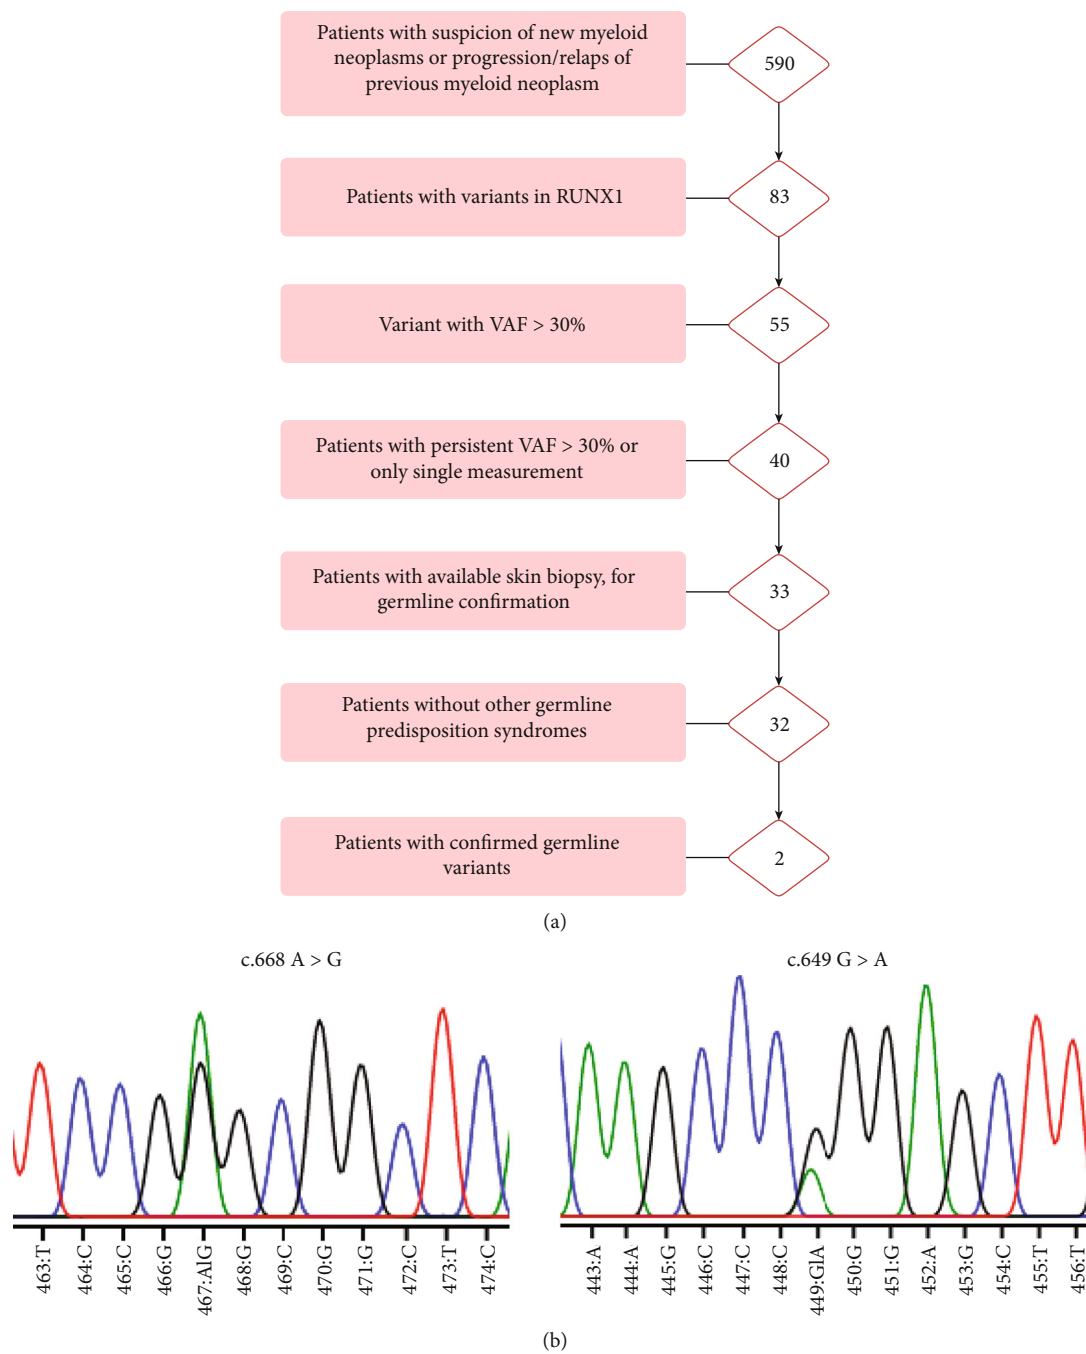 Patients with suspicion of new myeloid
neoplasms or progression/relaps of
previous myeloid neoplasm
590
Patients with variants in RUNX1
83
Variant with VAF > 30%
55
Patients with persistent VAF > 30% or
only single measurement
40
Patients with available skin biopsy, for
germline confirmation
33
Patients without other germline
predisposition syndromes
32
Patients with confirmed germline
variants
2
(a)
c.668 A > G
463:T
464:C
465:C
466:G
467:AlG
468:G
469:C
470:G
471:G
472:C
473:T
474:C
c.649 G > A
443:A
444:A
445:G
446:C
447:C
448:C
449:GlA
450:G
451:G
452:A
453:G
454:C
455:T
456:T
(b)